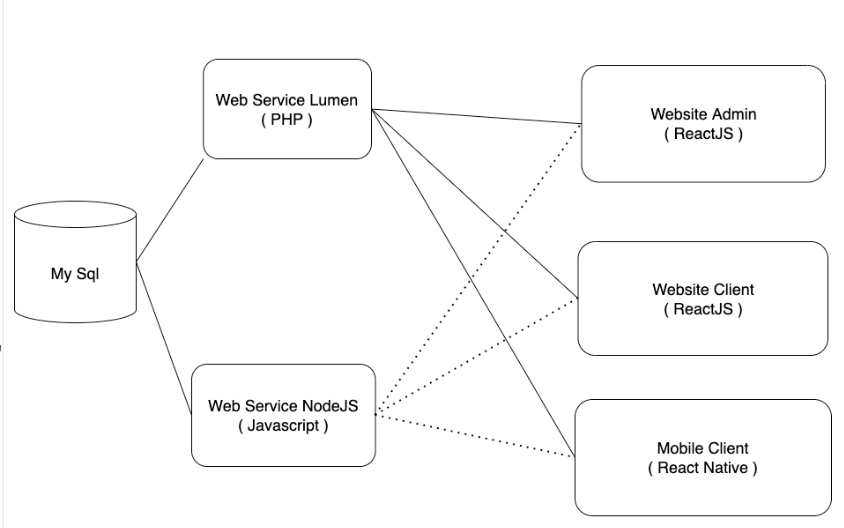 Web Service Lumen
( PHP )
Website Admin
( ReactJS )
My Sql
Website Client
( ReactJS )
Web Service NodeJS
( Javascript )
Mobile Client
( React Native )